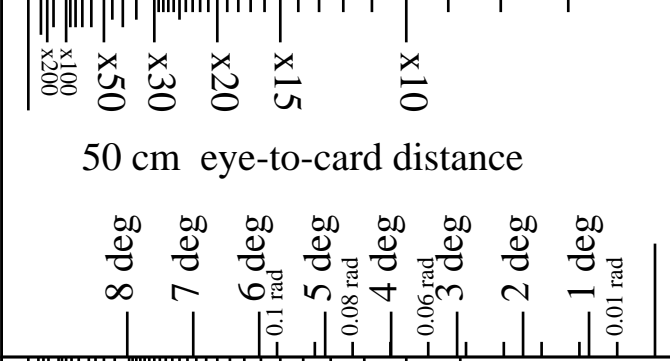 x200 x100 x50 x30 x20 x15 x10
50 cm eye-to-card distance
8 deg 7 deg 6 deg 0.1 rad 5 deg 0.08 rad 4 deg 0.06 rad 3 deg 2 deg 1 deg 0.01 rad